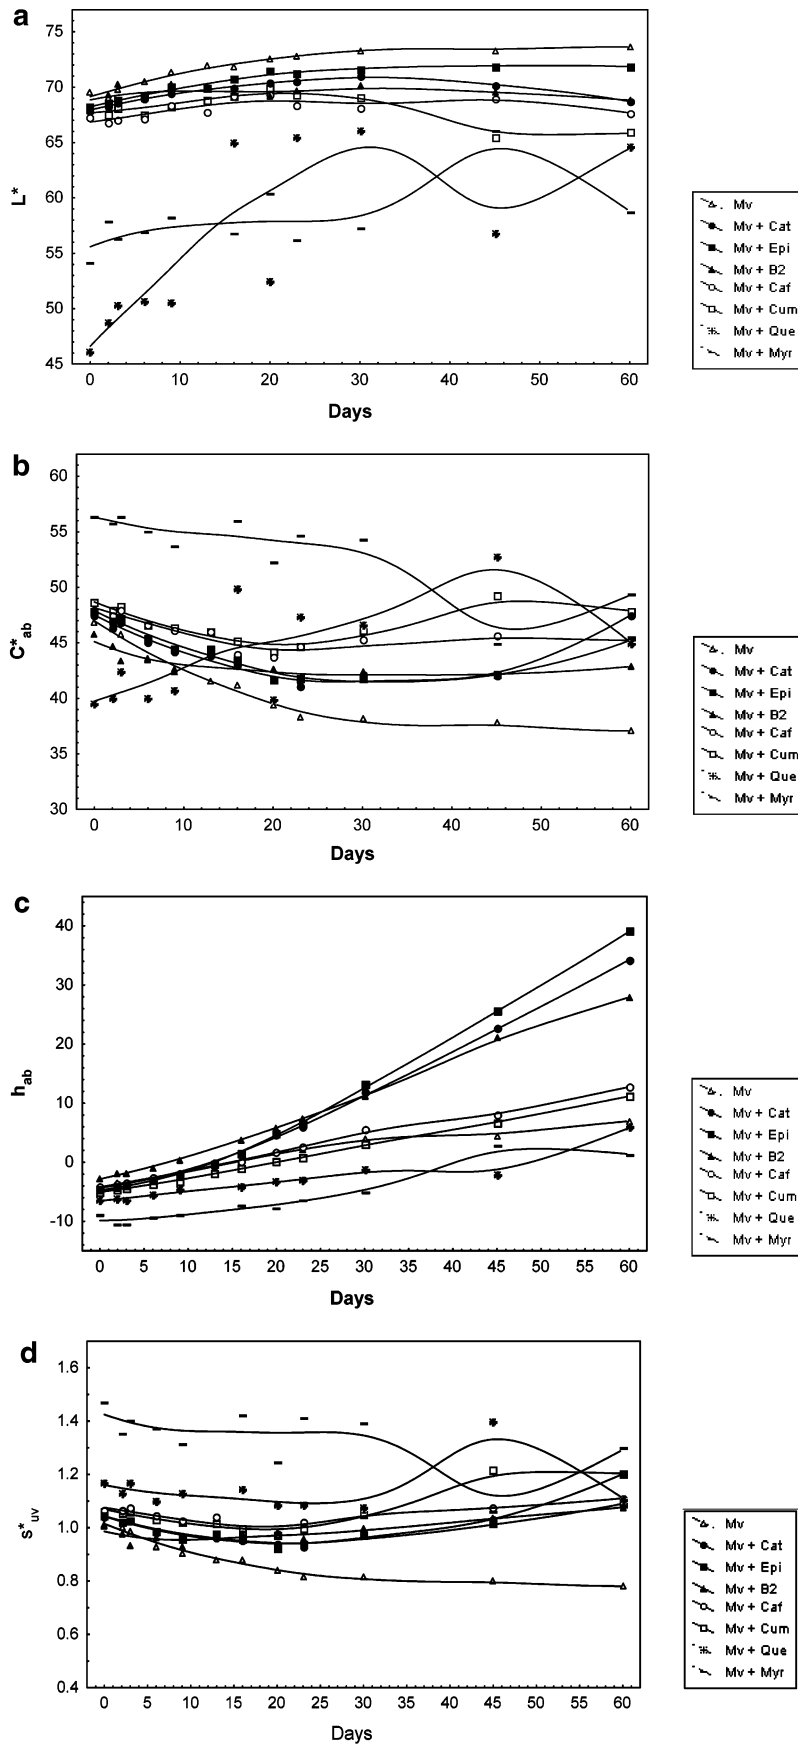 a
75
70
65
60
55
50
45
L*
0 10 20 30 40 50 60
Days
Mv
Mv + Cat
Mv + Epi
Mv + B2
Mv + Caf
Mv + Cum
Mv + Que
Mv + Myr
b
60
55
50
45
40
35
30
C*ab
0 10 20 30 40 50 60
Days
Mv
Mv + Cat
Mv + Epi
Mv + B2
Mv + Caf
Mv + Cum
Mv + Que
Mv + Myr
c
40
30
20
10
0
-10
hab
0 5 10 15 20 25 30 35 40 45 50 55 60
Days
Mv
Mv + Cat
Mv + Epi
Mv + B2
Mv + Caf
Mv + Cum
Mv + Que
Mv + Myr
d
1.6
1.4
1.2
1.0
0.8
0.6
0.4
s*uv
0 5 10 15 20 25 30 35 40 45 50 55 60
Days
Mv
Mv + Cat
Mv + Epi
Mv + B2
Mv + Caf
Mv + Cum
Mv + Que
Mv + Myr